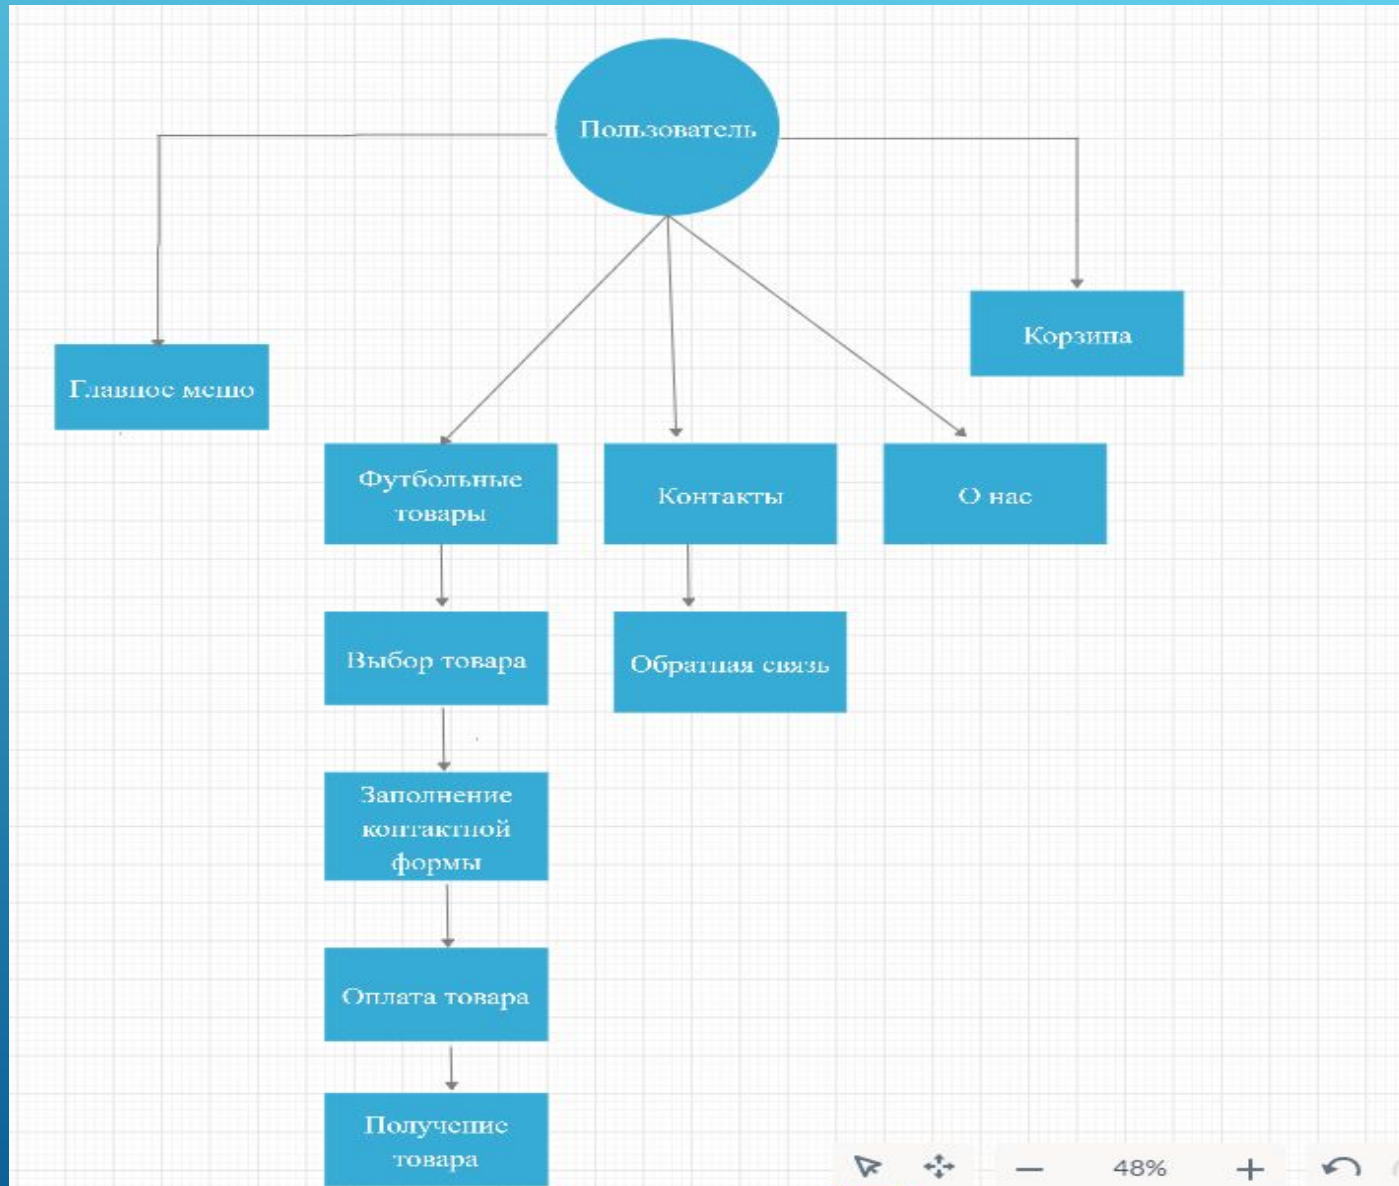 Пользователь
Корзина
Главное меню
Футбольные
товары
Контакты
О нас
Выбор товара
Обратная связь
Заполнение
контактной
формы
Оплата товара
Получение
товара
48%